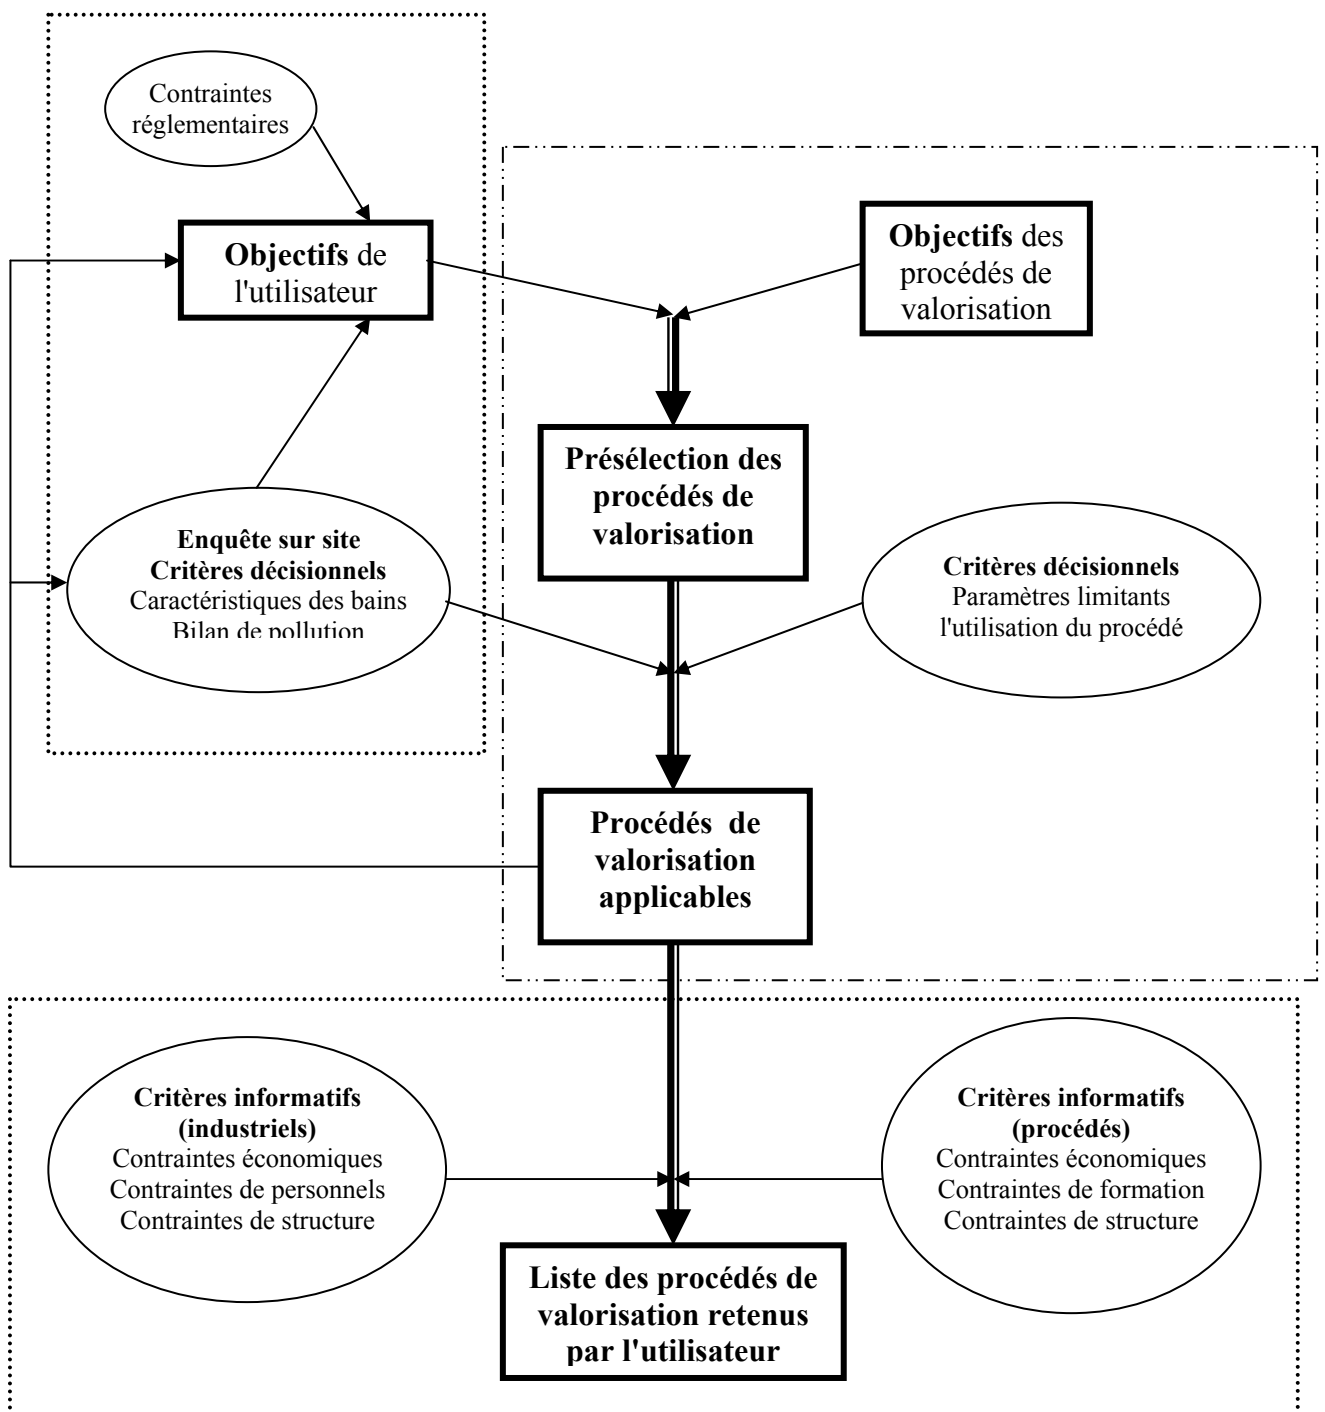 Contraintes
réglementaires
Objectifs de
l'utilisateur
Objectifs des
procédés de
valorisation
Présélection des
procédés de
valorisation
Enquête sur site
Critères décisionnels
Caractéristiques des bains
Bilan de pollution
Critères décisionnels
Paramètres limitants
l'utilisation du procédé
Procédés de
valorisation
applicables
Critères informatifs
(industriels)
Contraintes économiques
Contraintes de personnels
Contraintes de structure
Critères informatifs
(procédés)
Contraintes économiques
Contraintes de formation
Contraintes de structure
Liste des procédés de
valorisation retenus
par l'utilisateur